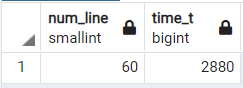 num_line time_t
smallint bigint
1 60 2880